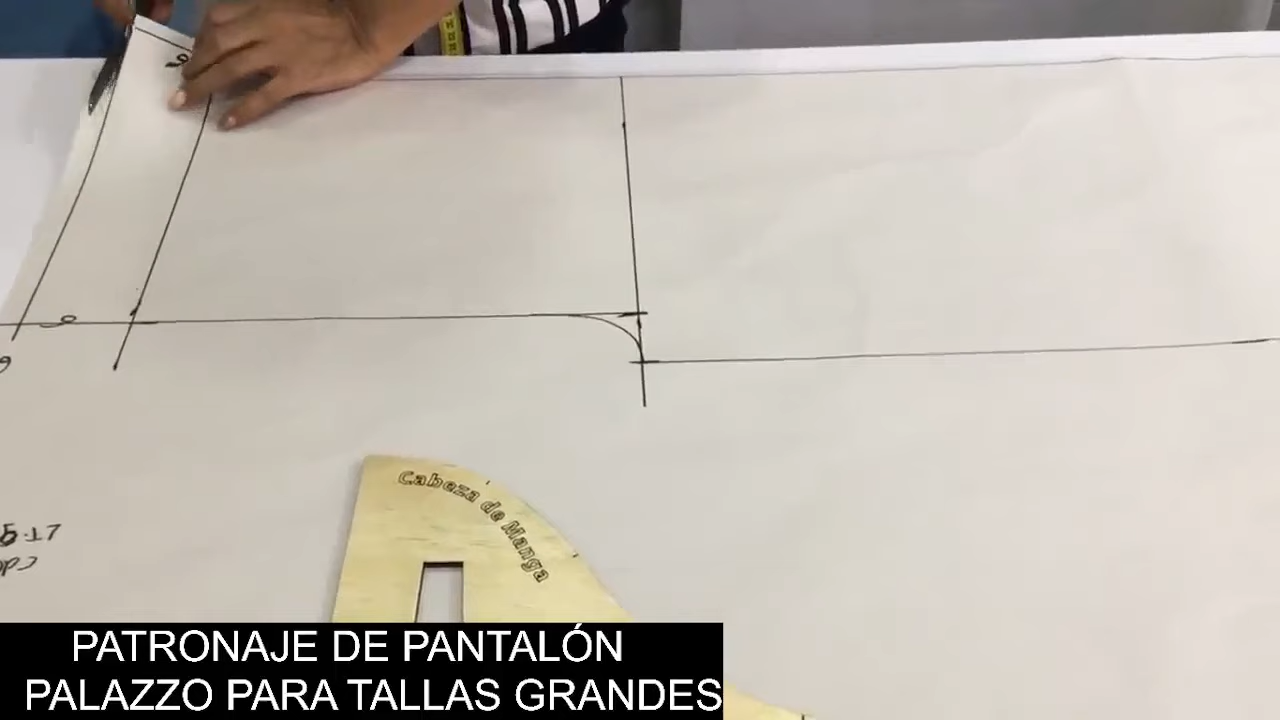 Cabeza de Manga
PATRONAJE DE PANTALÓN
PALAZZO PARA TALLAS GRANDES